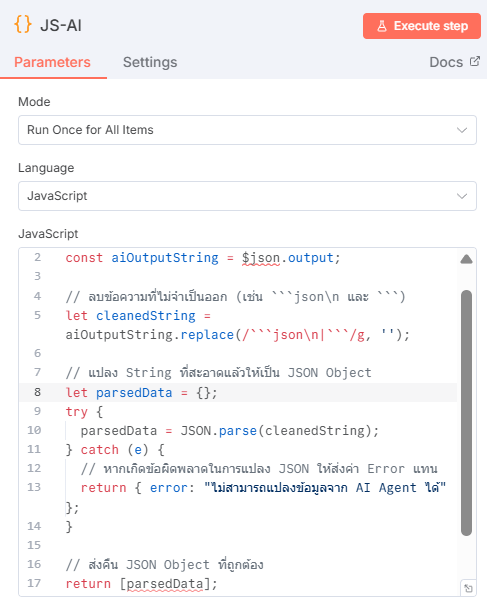 {} JS-AI
Execute step
Parameters
Settings
Docs
Mode
Run Once for All Items
Language
JavaScript
JavaScript
2 const aiOutputString = $json.output;
3
4 // ลบข้อความที่ไม่จำเป็นออก (เช่น ```json\n และ ```)
5 let cleanedString =
aiOutputString.replace(/```json\n|```/g, '');
6
7 // แปลง String ที่สะอาดแล้วให้เป็น JSON Object
8 let parsedData = {};
9 try {
10 parsedData = JSON.parse(cleanedString);
11 } catch (e) {
12 // หากเกิดข้อผิดพลาดในการแปลง JSON ให้ส่งค่า Error แทน
13 return { error: "ไม่สามารถแปลงข้อมูลจาก AI Agent ได้"
};
14 }
15
16 // ส่งคืน JSON Object ที่ถูกต้อง
17 return [parsedData];